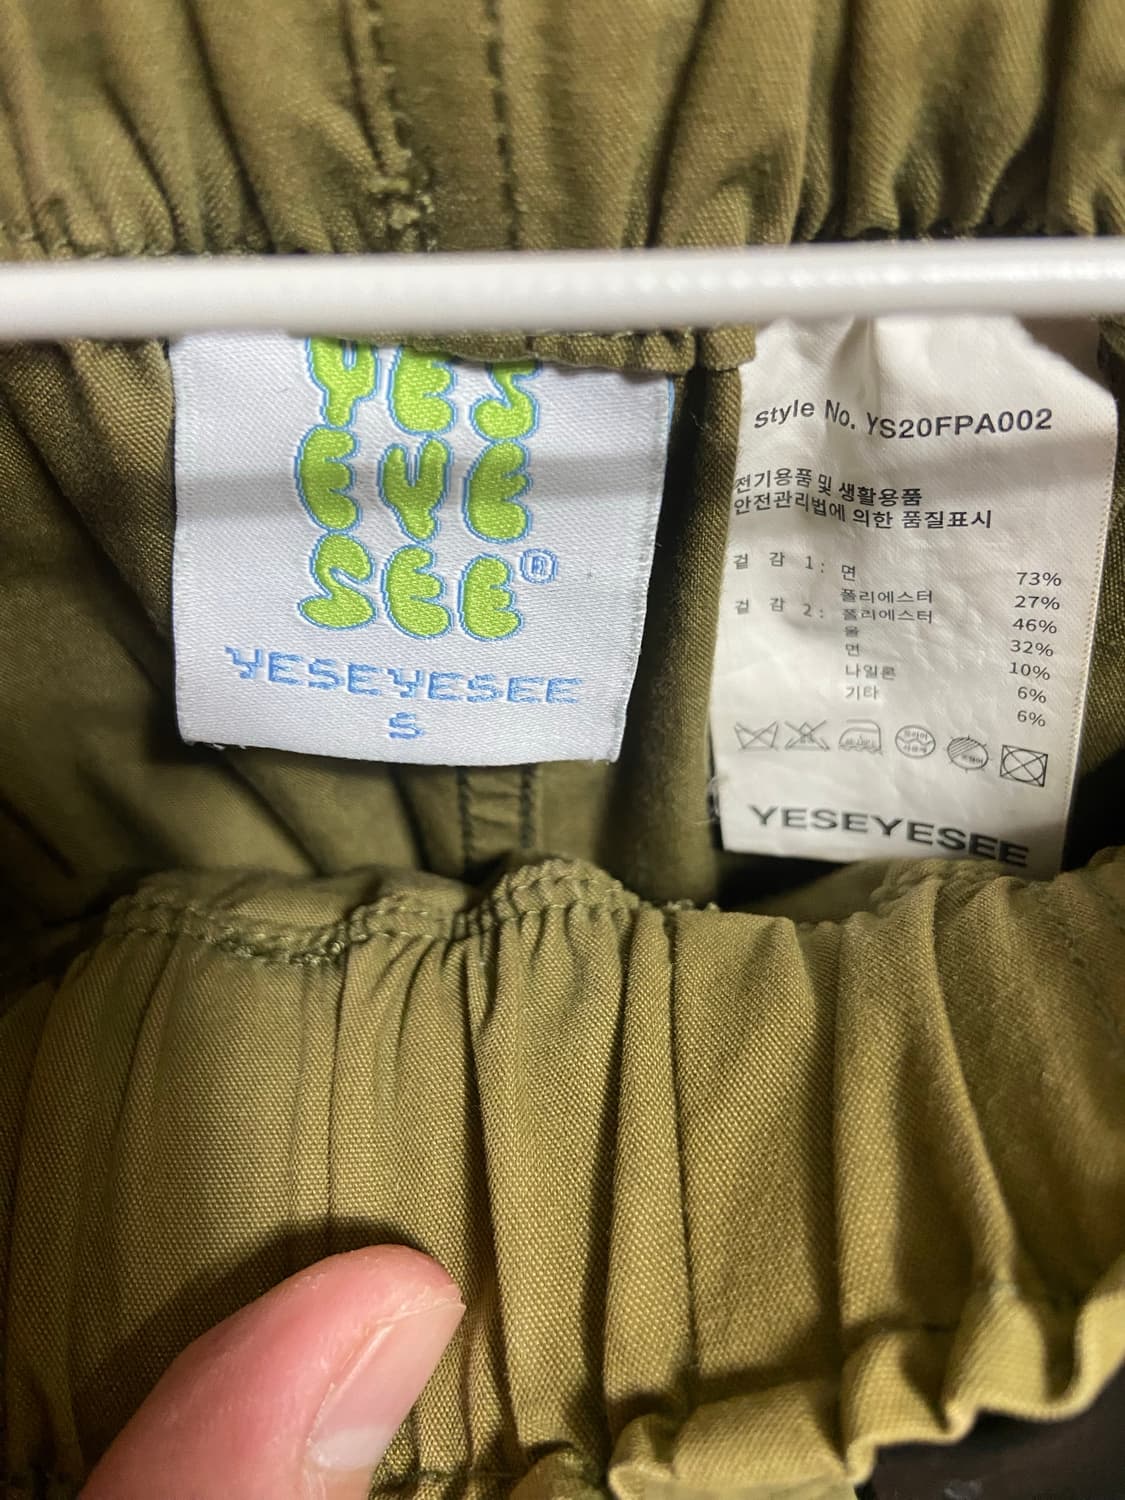 YES
EYE
SEE®
YESEYESEE
S
Style No. YS20FPA002
전기용품 및 생활용품
안전관리법에 의한 품질표시
겉 감 1: 면 73%
폴리에스터 27%
겉 감 2: 폴리에스터 46%
울 32%
면 10%
나일론 6%
기타 6%
YESEYESEE